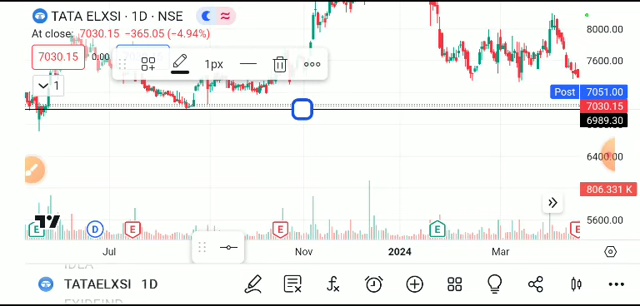 TATA ELXSI · 1D · NSE
At close: 7030.15 −365.05 (−4.94%)
7030.15 0.00
1px
1
8000.00
7600.00
Post 7051.00
7030.15
6989.30
6400.00
806.331 K
5600.00
E D E E E E
Jul Nov 2024 Mar
TATAELXSI 1D